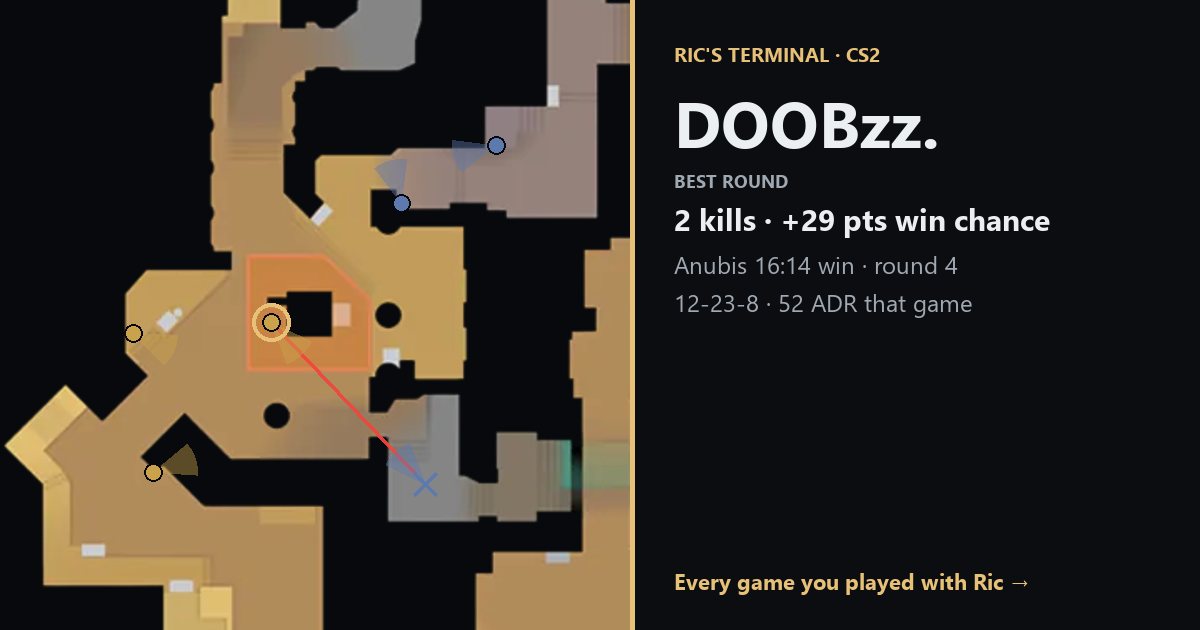 RIC'S TERMINAL · CS2
DOOBzz.
BEST ROUND
2 kills · +29 pts win chance
Anubis 16:14 win · round 4
12-23-8 · 52 ADR that game
Every game you played with Ric →